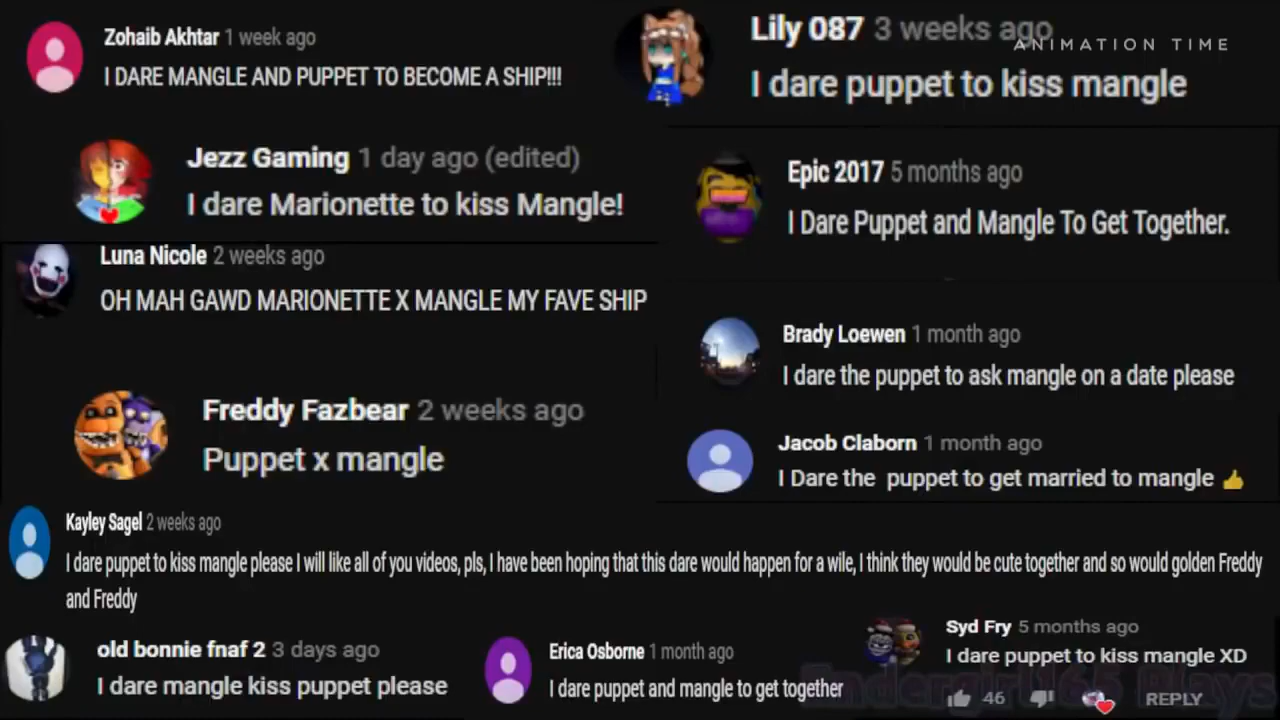 Zohaib Akhtar 1 week ago
I DARE MANGLE AND PUPPET TO BECOME A SHIP!!!
Lily 087 3 weeks ago
ANIMATION TIME
I dare puppet to kiss mangle
Jezz Gaming 1 day ago (edited)
I dare Marionette to kiss Mangle!
Epic 2017 5 months ago
I Dare Puppet and Mangle To Get Together.
Luna Nicole 2 weeks ago
OH MAH GAWD MARIONETTE X MANGLE MY FAVE SHIP
Brady Loewen 1 month ago
I dare the puppet to ask mangle on a date please
Freddy Fazbear 2 weeks ago
Puppet x mangle
Jacob Claborn 1 month ago
I Dare the puppet to get married to mangle 👍
Kayley Sagel 2 weeks ago
I dare puppet to kiss mangle please I will like all of you videos, pls, I have been hoping that this dare would happen for a wile, I think they would be cute together and so would golden Freddy
and Freddy
old bonnie fnaf 2 3 days ago
I dare mangle kiss puppet please
Erica Osborne 1 month ago
I dare puppet and mangle to get together
Syd Fry 5 months ago
I dare puppet to kiss mangle XD
46 REPLY
Plays